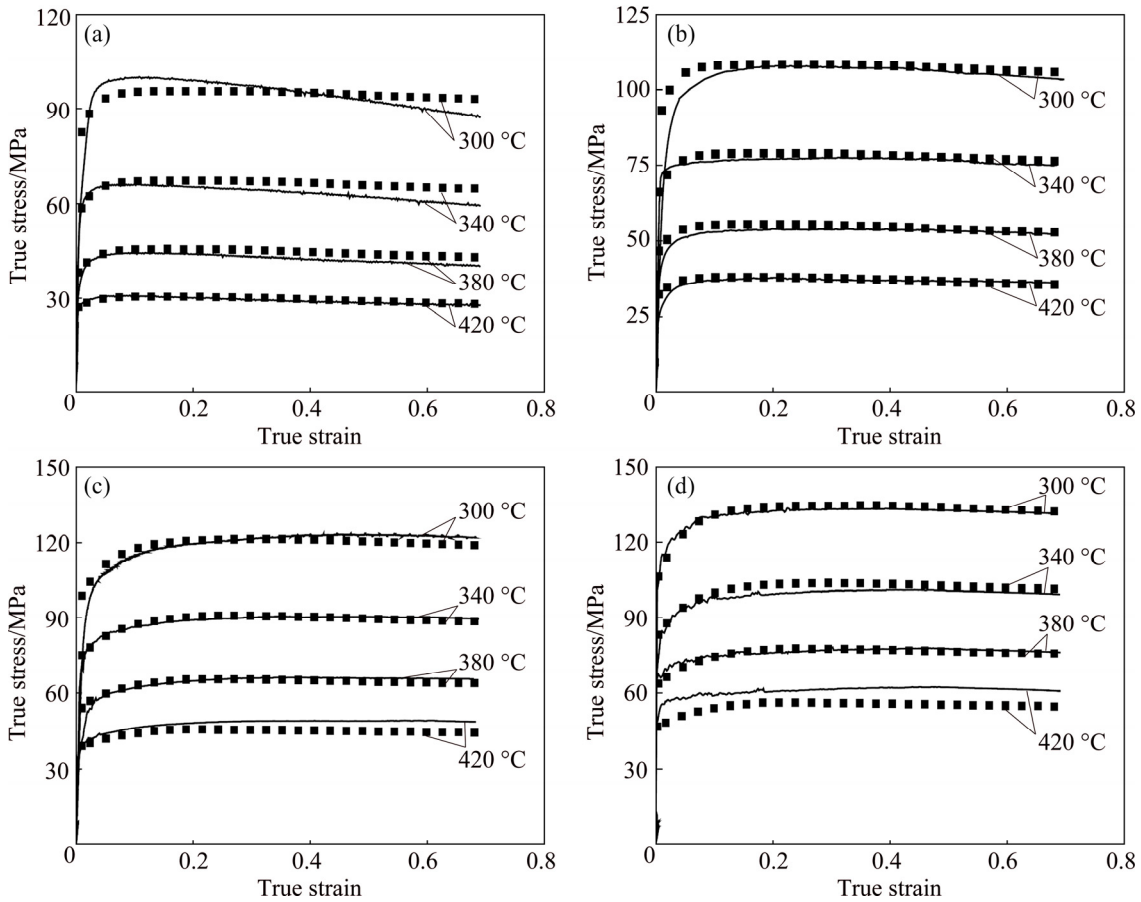 (a)
True stress/MPa
120
90
60
30
0
300 °C
340 °C
380 °C
420 °C
0.2
0.4
0.6
0.8
True strain
(b)
True stress/MPa
125
100
75
50
25
0
300 °C
340 °C
380 °C
420 °C
0.2
0.4
0.6
0.8
True strain
(c)
True stress/MPa
150
120
90
60
30
0
300 °C
340 °C
380 °C
420 °C
0.2
0.4
0.6
0.8
True strain
(d)
True stress/MPa
150
120
90
60
30
0
300 °C
340 °C
380 °C
420 °C
0.2
0.4
0.6
0.8
True strain